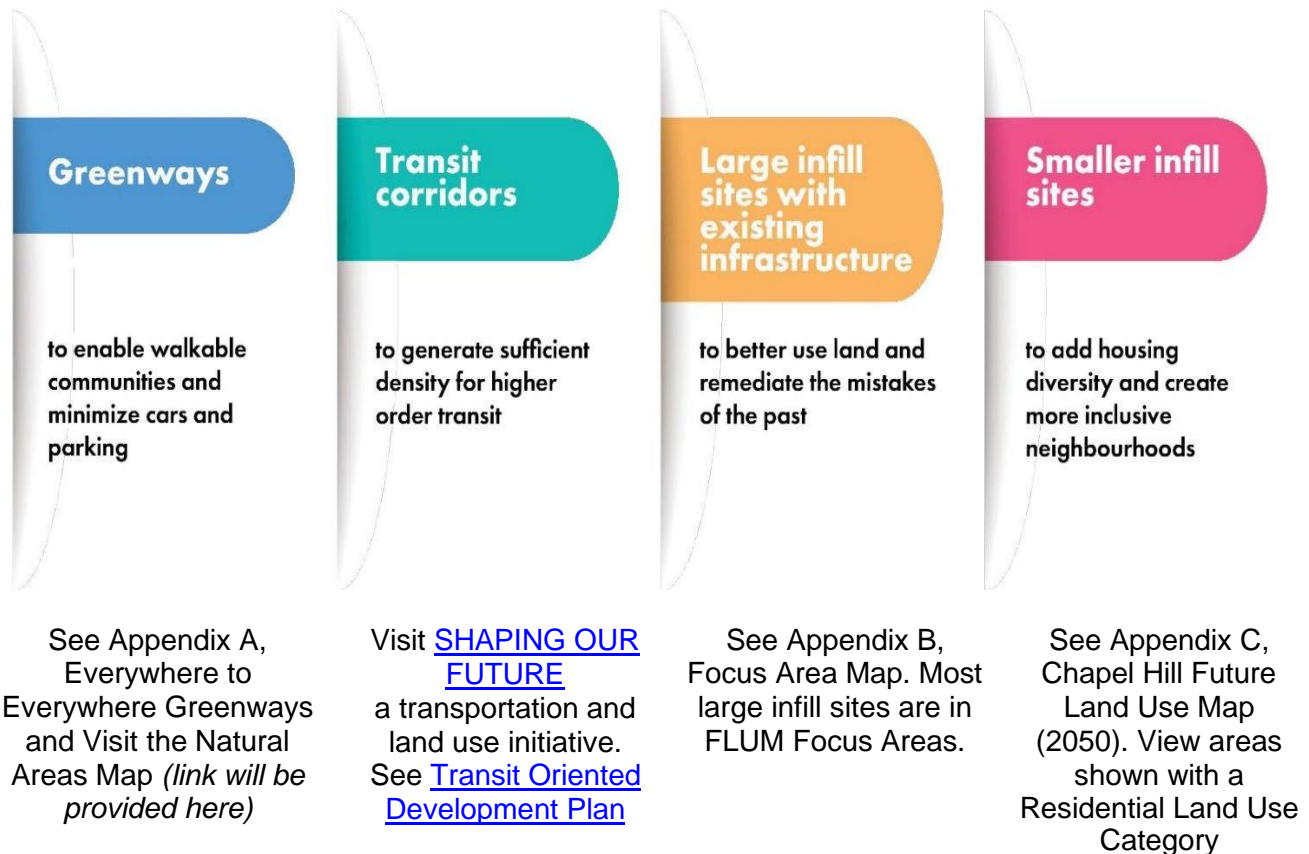 Greenways
to enable walkable
communities and
minimize cars and
parking
See Appendix A,
Everywhere to
Everywhere Greenways
and Visit the Natural
Areas Map (link will be
provided here)
Transit
corridors
to generate sufficient
density for higher
order transit
Visit SHAPING OUR
FUTURE
a transportation and
land use initiative.
See Transit Oriented
Development Plan
Large infill
sites with
existing
infrastructure
to better use land and
remediate the mistakes
of the past
See Appendix B,
Focus Area Map. Most
large infill sites are in
FLUM Focus Areas.
Smaller infill
sites
to add housing
diversity and create
more inclusive
neighbourhoods
See Appendix C,
Chapel Hill Future
Land Use Map
(2050). View areas
shown with a
Residential Land Use
Category